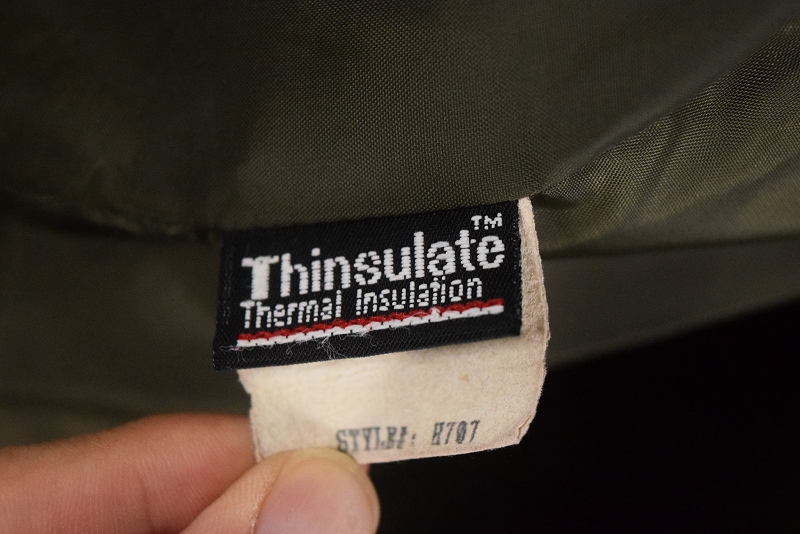 Thinsulate™
Thermal Insulation
STYLE#: H707